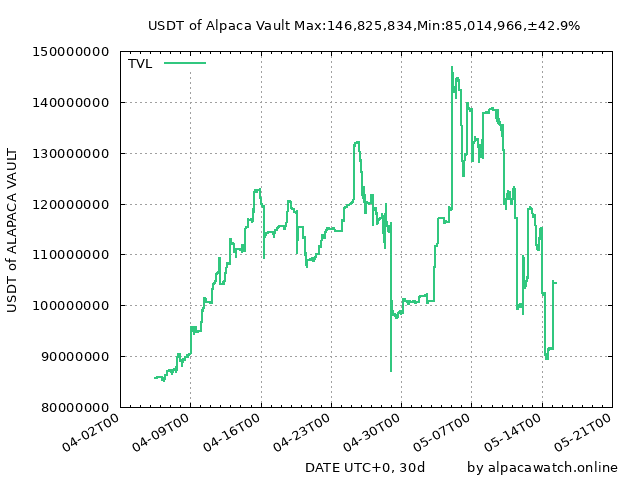 USDT of Alpaca Vault Max:146,825,834,Min:85,014,966,±42.9%
TVL
150000000
140000000
130000000
120000000
110000000
100000000
90000000
80000000
USDT of ALAPACA VAULT
04-02T00
04-09T00
04-16T00
04-23T00
04-30T00
05-07T00
05-14T00
05-21T00
DATE UTC+0, 30d
by alpacawatch.online